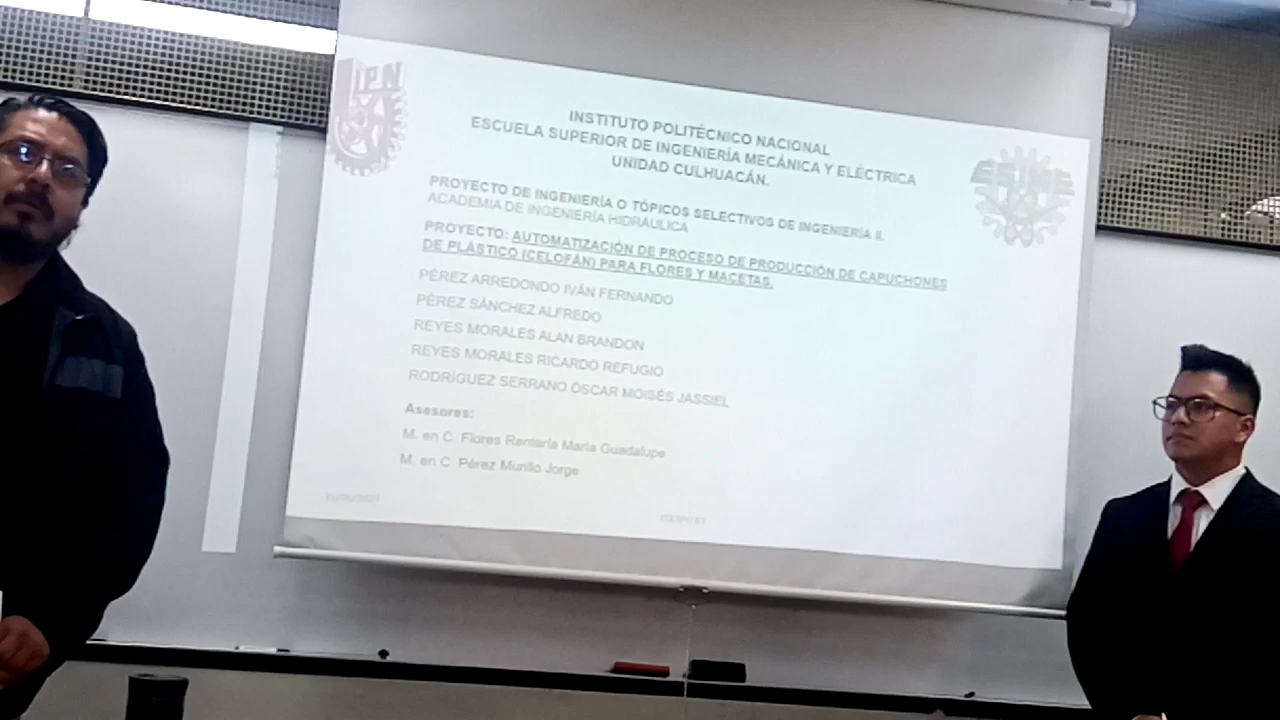 IPN
INSTITUTO POLITÉCNICO NACIONAL
ESCUELA SUPERIOR DE INGENIERÍA MECÁNICA Y ELÉCTRICA
UNIDAD CULHUACÁN.
ESIME
PROYECTO DE INGENIERÍA O TÓPICOS SELECTIVOS DE INGENIERÍA II.
ACADEMIA DE INGENIERÍA HIDRÁULICA
PROYECTO: AUTOMATIZACIÓN DE PROCESO DE PRODUCCIÓN DE CAPUCHONES
DE PLÁSTICO (CELOFÁN) PARA FLORES Y MACETAS.
PÉREZ ARREDONDO IVÁN FERNANDO
PÉREZ SÁNCHEZ ALFREDO
REYES MORALES ALAN BRANDON
REYES MORALES RICARDO REFUGIO
RODRÍGUEZ SERRANO ÓSCAR MOISÉS JASSIEL
Asesores:
M. en C. Flores Rentería María Guadalupe
M. en C. Pérez Murillo Jorge